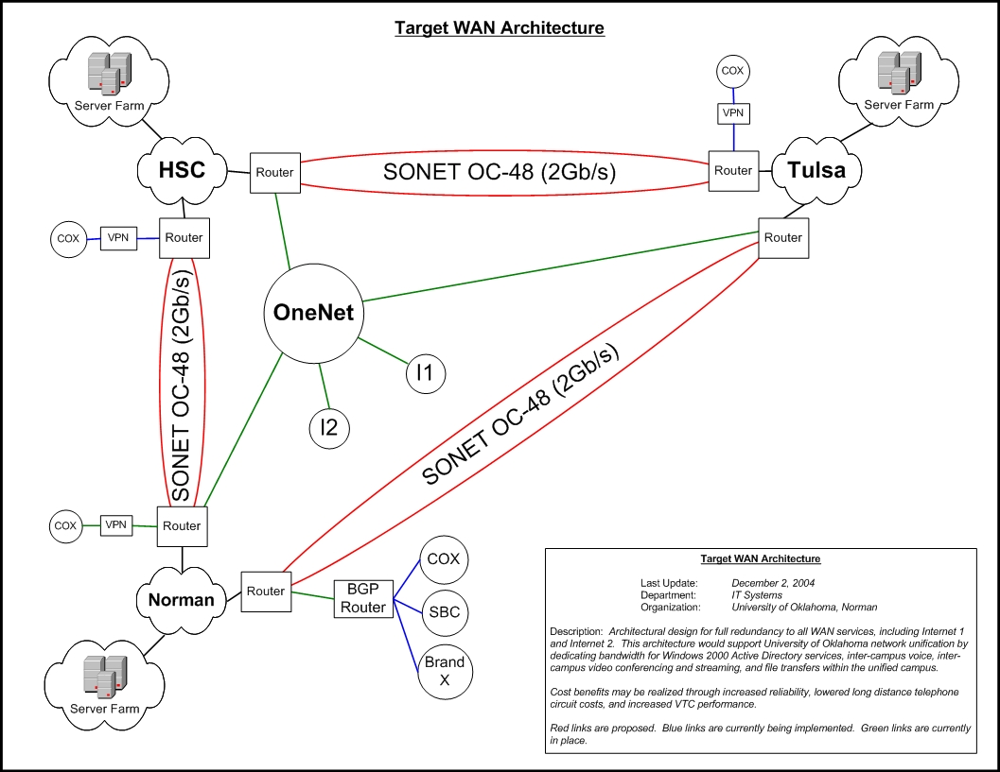 Target WAN Architecture
Server Farm
Server Farm
COX
VPN
HSC
Router
SONET OC-48 (2Gb/s)
Router
Tulsa
COX
VPN
Router
Router
SONET OC-48 (2Gb/s)
OneNet
I1
I2
SONET OC-48 (2Gb/s)
COX
VPN
Router
Norman
Router
BGP
Router
COX
SBC
Brand
X
Server Farm
Target WAN Architecture
Last Update: December 2, 2004
Department: IT Systems
Organization: University of Oklahoma, Norman
Description: Architectural design for full redundancy to all WAN services, including Internet 1
and Internet 2. This architecture would support University of Oklahoma network unification by
dedicating bandwidth for Windows 2000 Active Directory services, inter-campus voice, inter-
campus video conferencing and streaming, and file transfers within the unified campus.
Cost benefits may be realized through increased reliability, lowered long distance telephone
circuit costs, and increased VTC performance.
Red links are proposed. Blue links are currently being implemented. Green links are currently
in place.